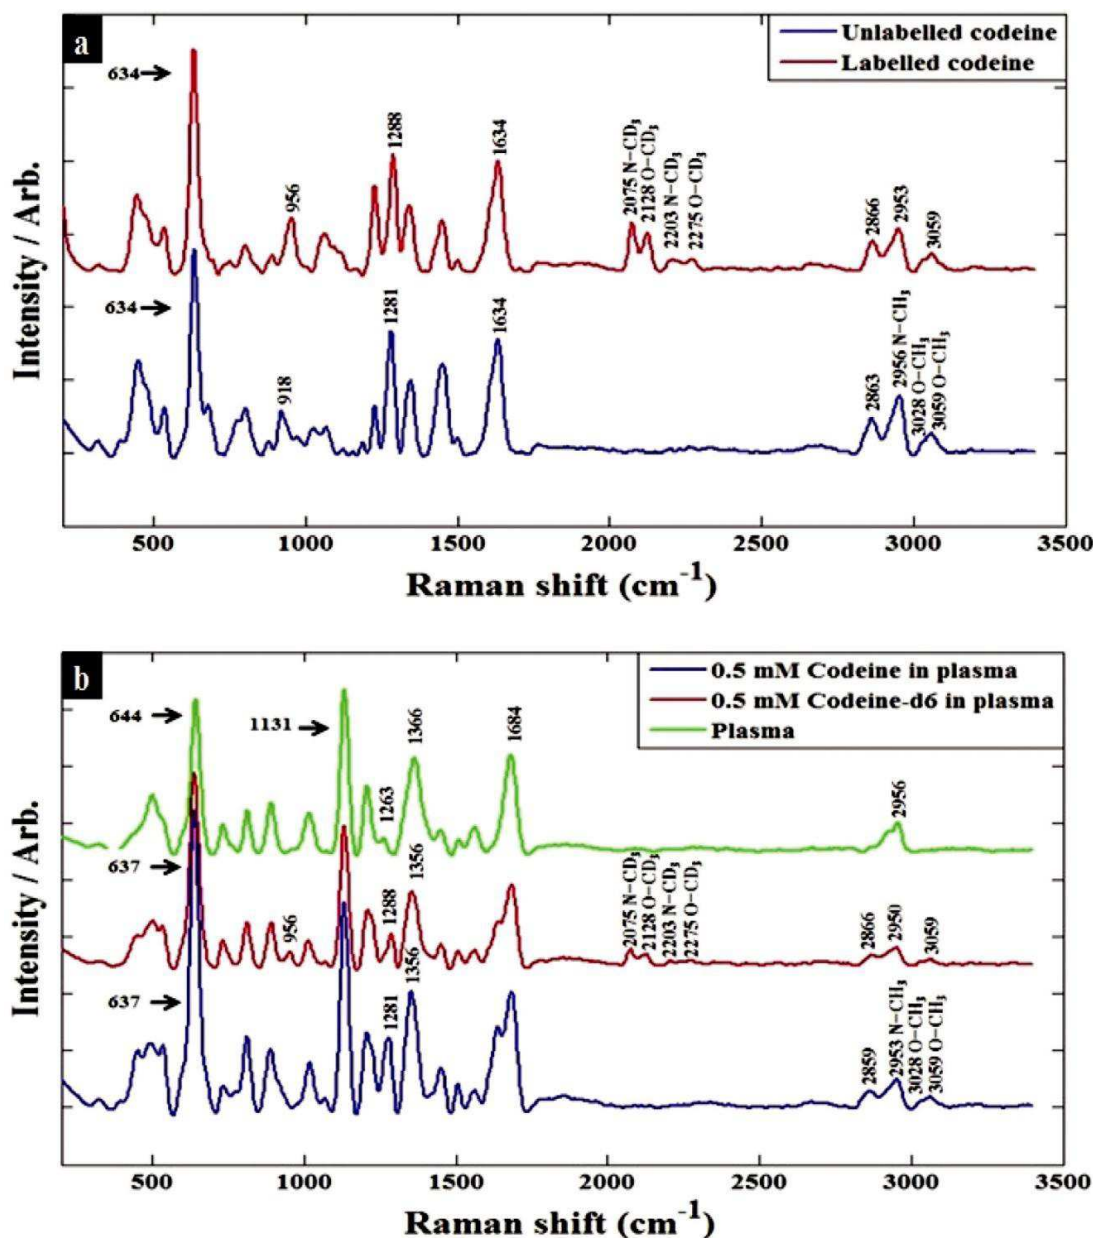 a
Unlabelled codeine
Labelled codeine
634
956
1288
1634
2075 N−CD₃
2128 O−CD₃
2203 N−CD₃
2275 O−CD₃
2866
2953
3059
634
918
1281
1634
2863
2956 N−CH₃
3028 O−CH₃
3059 O−CH₃
Intensity / Arb.
500 1000 1500 2000 2500 3000 3500
Raman shift (cm⁻¹)
b
0.5 mM Codeine in plasma
0.5 mM Codeine-d6 in plasma
Plasma
644
1131
1263
1366
1684
2956
637
956
1288
1356
2075 N−CD₃
2128 O−CD₃
2203 N−CD₃
2275 O−CD₃
2866
2950
3059
637
1281
1356
2859
2953 N−CH₃
3028 O−CH₃
3059 O−CH₃
Intensity / Arb.
500 1000 1500 2000 2500 3000 3500
Raman shift (cm⁻¹)